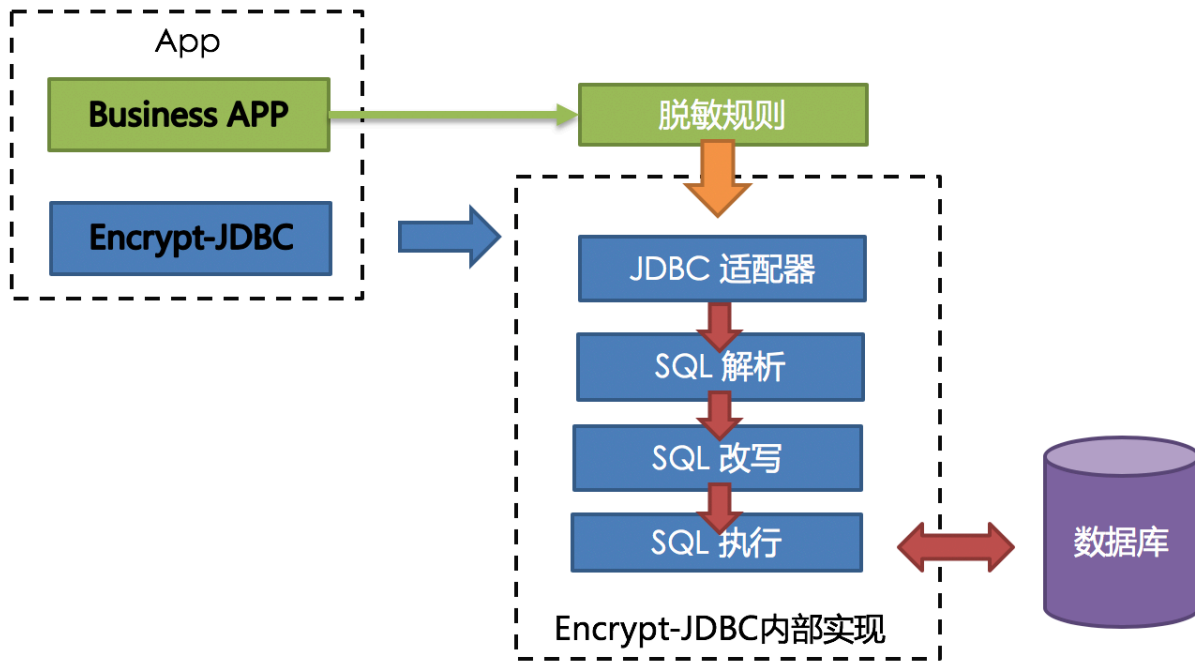 App
Business APP
脱敏规则
Encrypt-JDBC
JDBC 适配器
SQL 解析
SQL 改写
SQL 执行
数据库
Encrypt-JDBC内部实现